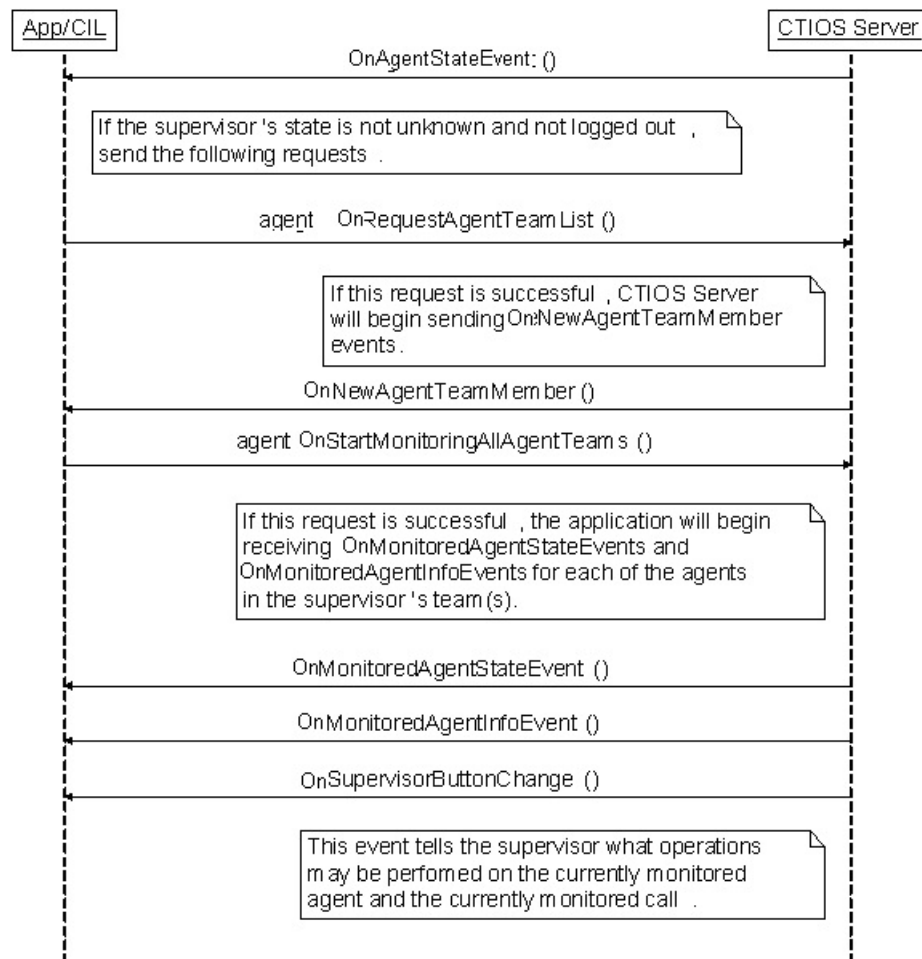 App/CIL
CTIOS Server
OnAgentStateEvent: ()
If the supervisor 's state is not unknown and not logged out ,
send the following requests .
agent OnRequestAgentTeamList ()
If this request is successful , CTIOS Server
will begin sending OnNewAgentTeamMember
events.
OnNewAgentTeamMember ()
agent OnStartMonitoringAllAgentTeams ()
If this request is successful , the application will begin
receiving OnMonitoredAgentStateEvents and
OnMonitoredAgentInfoEvents for each of the agents
in the supervisor 's team (s).
OnMonitoredAgentStateEvent ()
OnMonitoredAgentInfoEvent ()
OnSupervisorButtonChange ()
This event tells the supervisor what operations
may be perfomed on the currently monitored
agent and the currently monitored call .